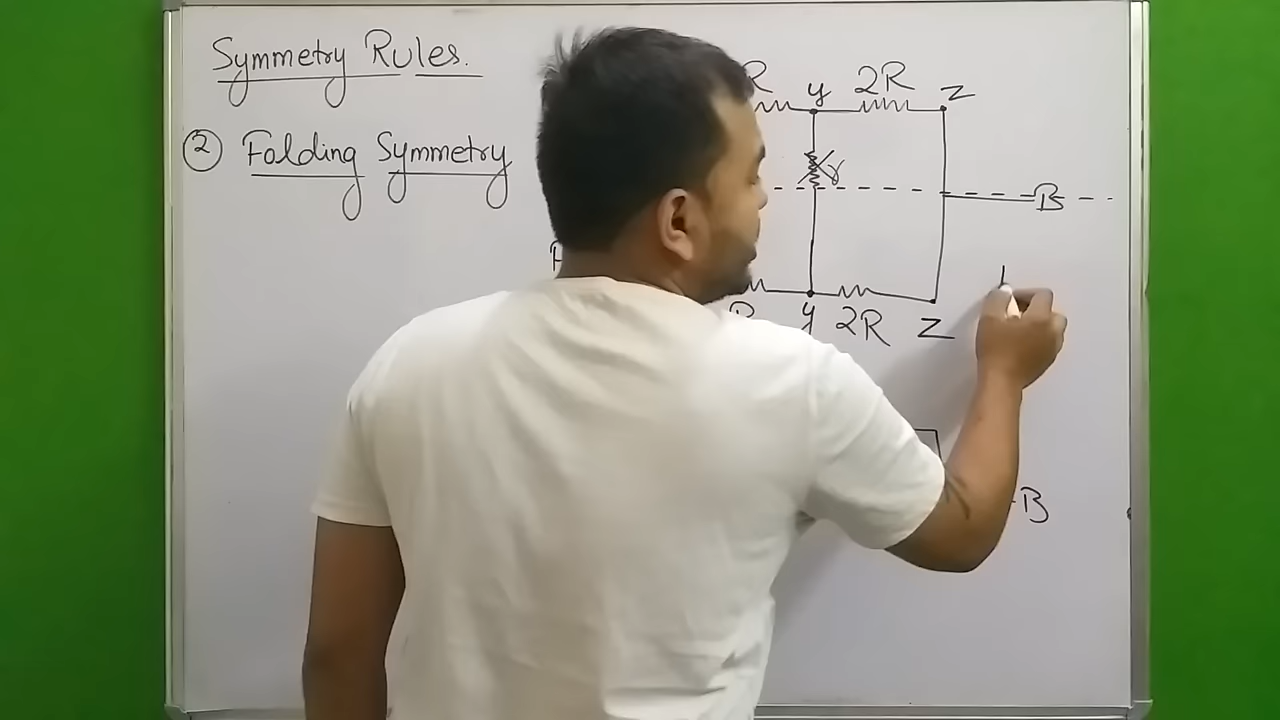 Symmetry Rules.
② Folding Symmetry
R y 2R z
r
B
R y 2R z
B